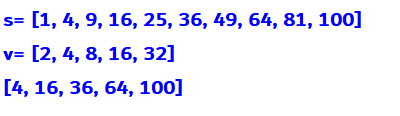 s= [1, 4, 9, 16, 25, 36, 49, 64, 81, 100]
v= [2, 4, 8, 16, 32]
[4, 16, 36, 64, 100]